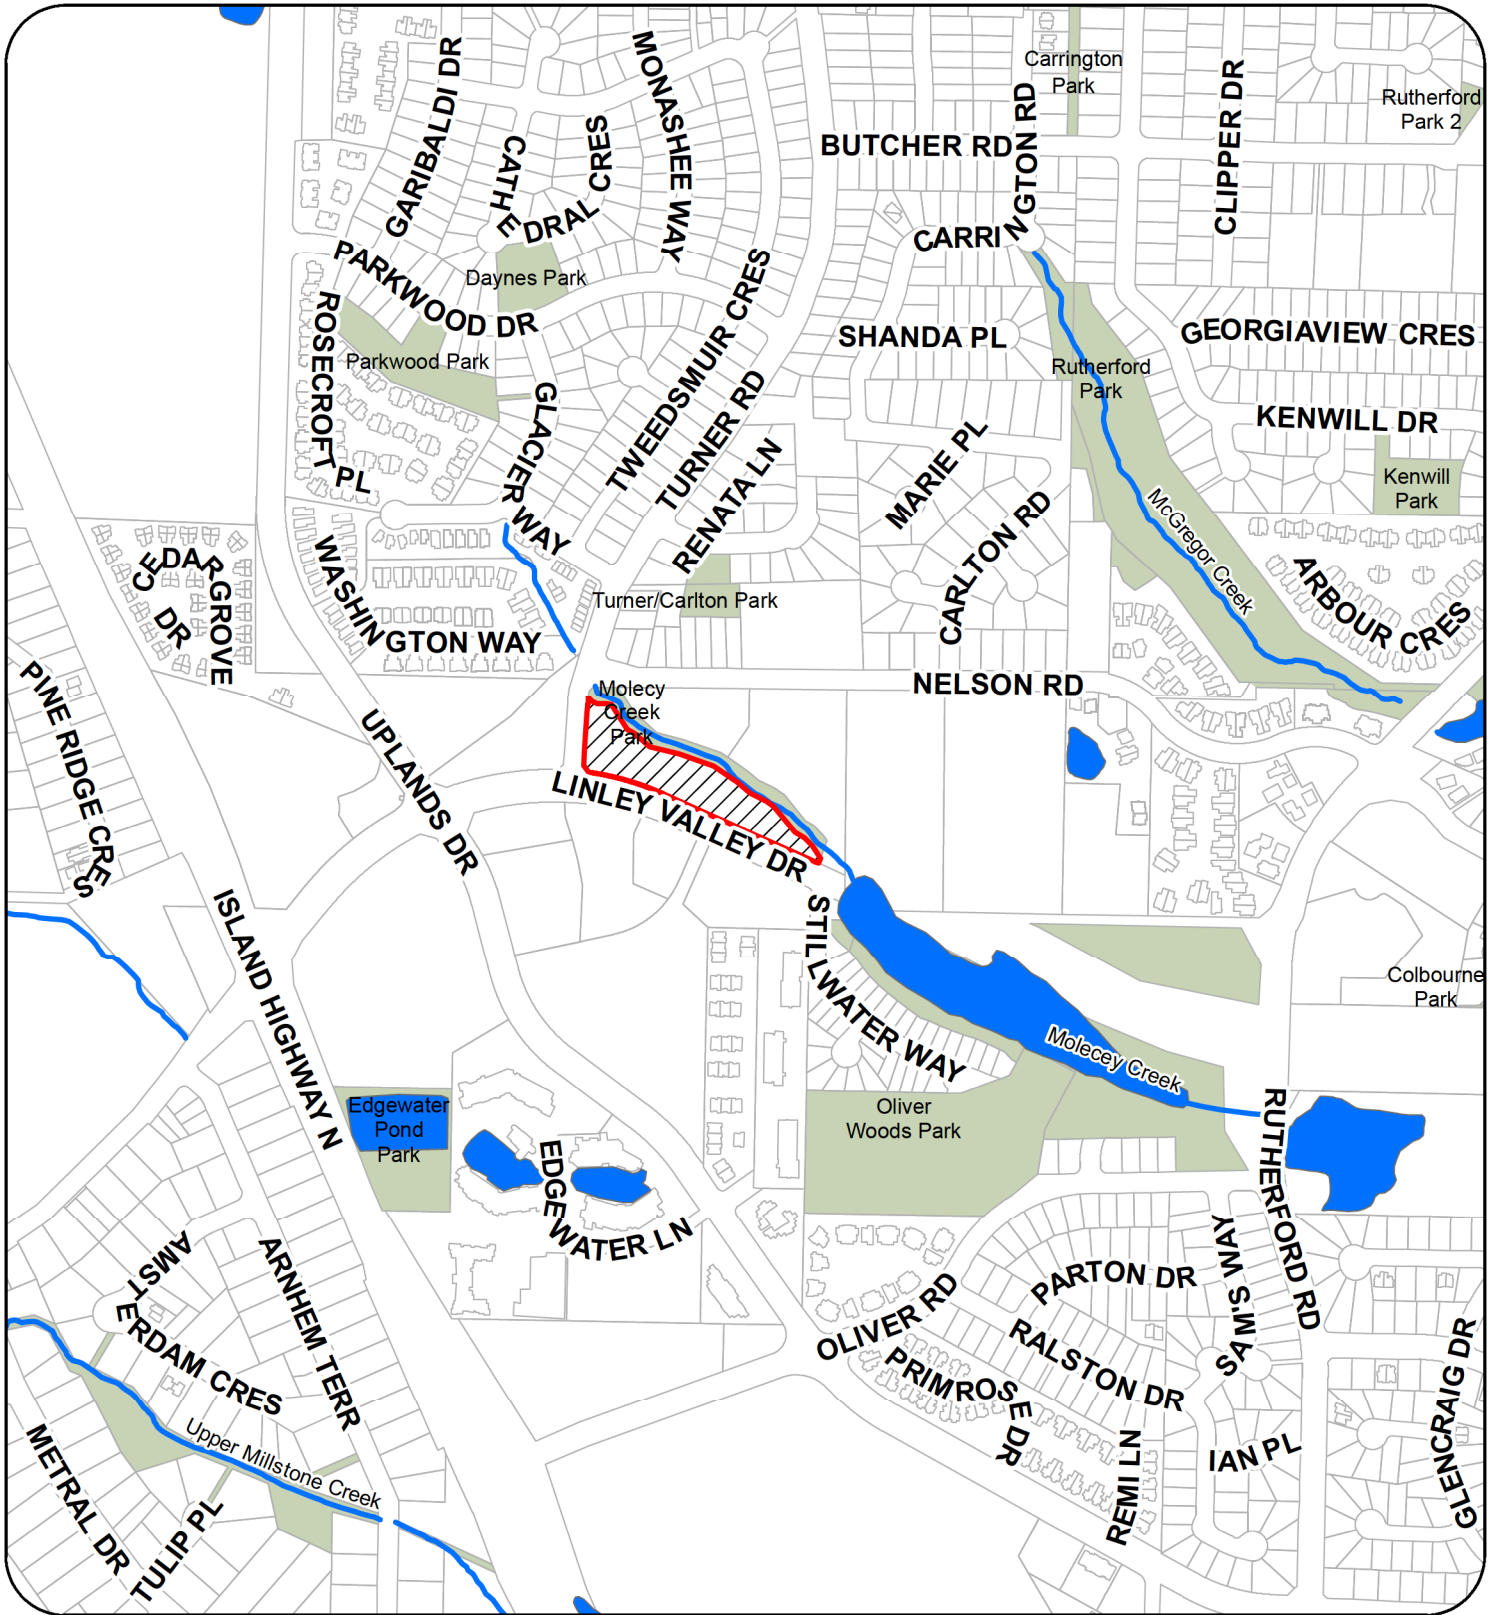 GARIBALDI DR
CATHEDRAL CRES
MONASHEE WAY
Carrington
Park
CLIPPER DR
Rutherford
Park 2
BUTCHER RD
CARRINGTON RD
PARKWOOD DR
Daynes Park
ROSECROFT PL
Parkwood Park
TWEEDSMUIR CRES
SHANDA PL
GEORGIAVIEW CRES
Rutherford
Park
GLACIER WAY
TURNER RD
RENATA LN
MARIE PL
KENWILL DR
Kenwill
Park
CARLTON RD
McGregor Creek
CEDAR GROVE DR
WASHINGTON WAY
Turner/Carlton Park
ARBOUR CRES
PINE RIDGE CRES
Molecy
Creek
Park
NELSON RD
UPLANDS DR
LINLEY VALLEY DR
ISLAND HIGHWAY N
STILLWATER WAY
Colbourne
Park
Molecey Creek
Edgewater
Pond
Park
Oliver
Woods Park
EDGEWATER LN
RUTHERFORD RD
AMSTERDAM CRES
ARNHEM TERR
SAM'S WAY
PARTON DR
OLIVER RD
RALSTON DR
PRIMROSE DR
GLENCRAIG DR
Upper Millstone Creek
METRAL DR
TULIP PL
REMI LN
IAN PL